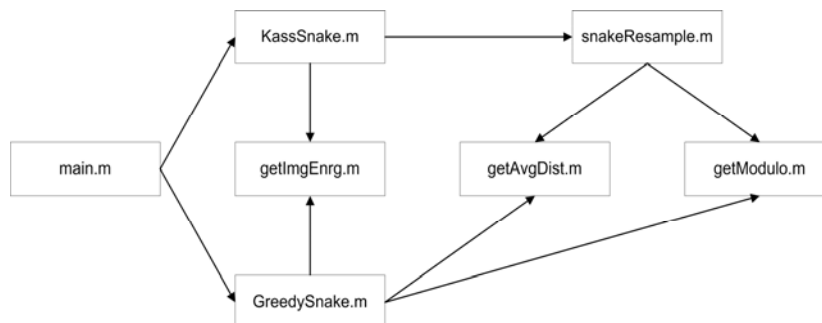 KassSnake.m
snakeResample.m
main.m
getImgEnrg.m
getAvgDist.m
getModulo.m
GreedySnake.m